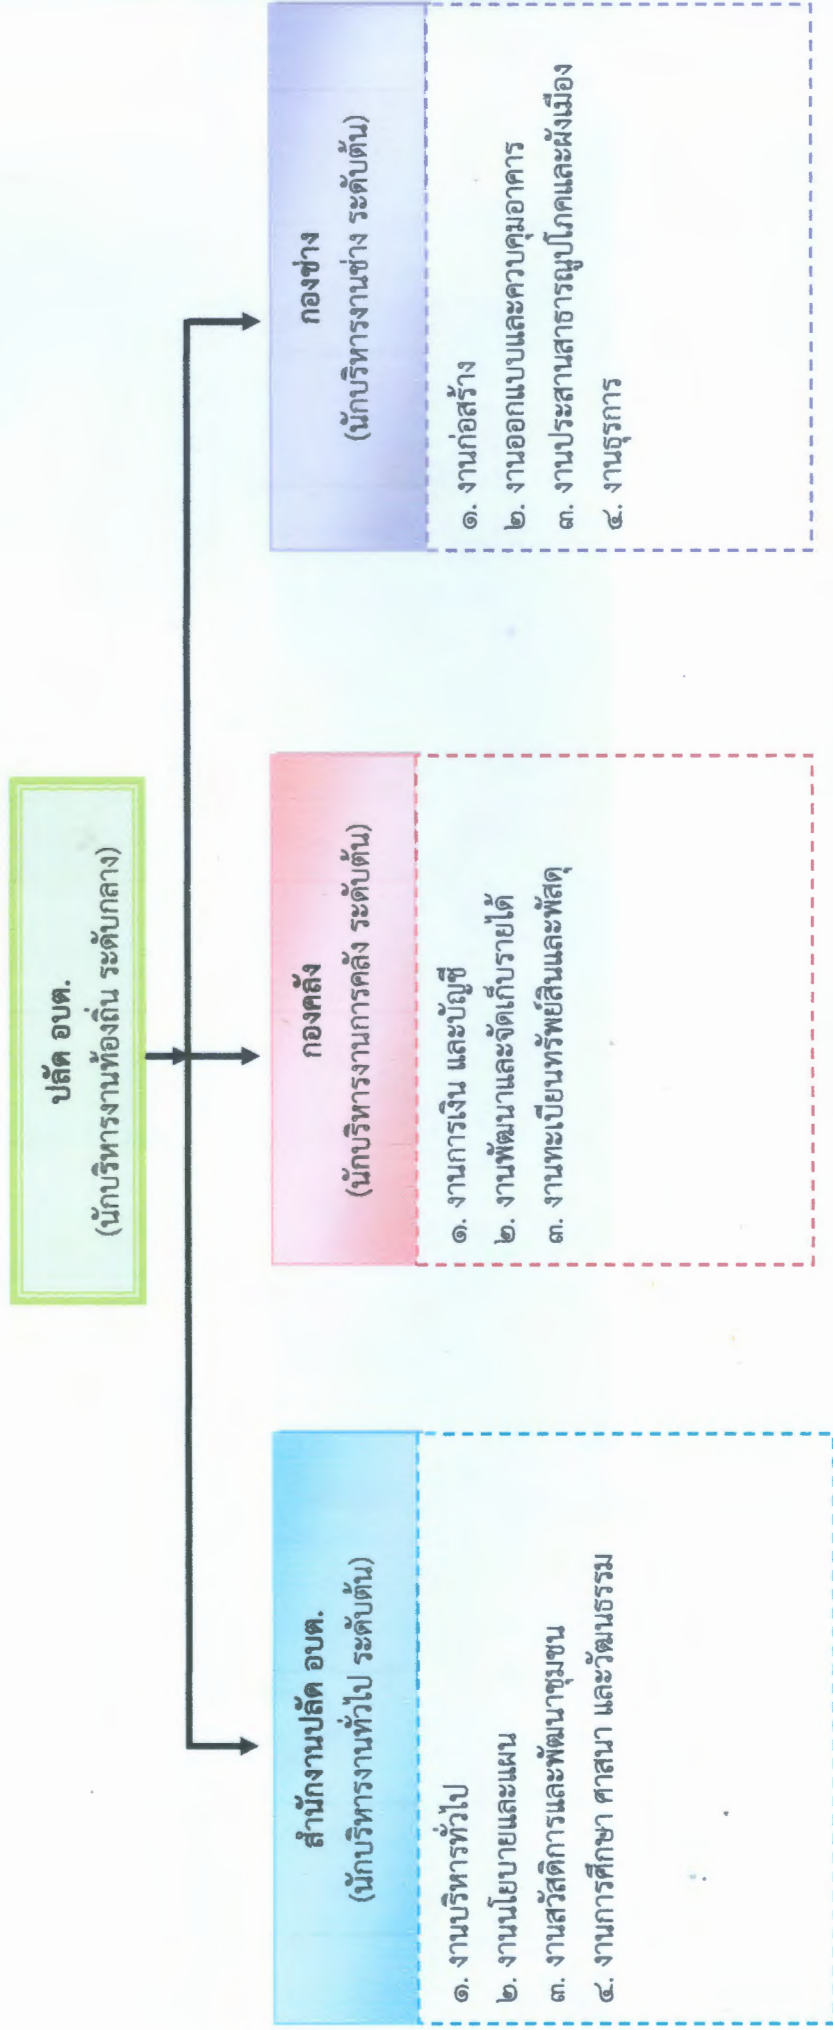 ปลัด อบต.
(นักบริหารงานท้องถิ่น ระดับกลาง)
สำนักงานปลัด อบต.
(นักบริหารงานทั่วไป ระดับต้น)
๑. งานบริหารทั่วไป
๒. งานนโยบายและแผน
๓. งานสวัสดิการและพัฒนาชุมชน
๔. งานการศึกษา ศาสนา และวัฒนธรรม
กองคลัง
(นักบริหารงานการคลัง ระดับต้น)
๑. งานการเงิน และบัญชี
๒. งานพัฒนาและจัดเก็บรายได้
๓. งานทะเบียนทรัพย์สินและพัสดุ
กองช่าง
(นักบริหารงานช่าง ระดับต้น)
๑. งานก่อสร้าง
๒. งานออกแบบและควบคุมอาคาร
๓. งานประสานสาธารณูปโภคและผังเมือง
๔. งานธุรการ